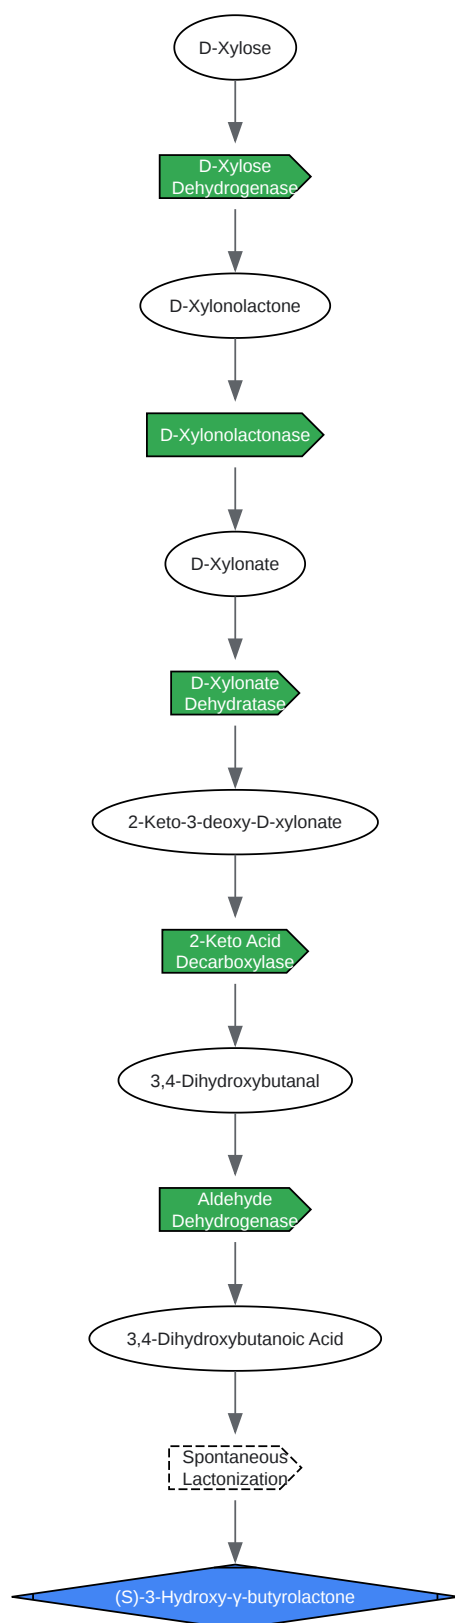 D-Xylose
D-Xylose
Dehydrogenase
D-Xylonolactone
D-Xylonolactonase
D-Xylonate
D-Xylonate
Dehydratase
2-Keto-3-deoxy-D-xylonate
2-Keto Acid
Decarboxylase
3,4-Dihydroxybutanal
Aldehyde
Dehydrogenase
3,4-Dihydroxybutanoic Acid
Spontaneous
Lactonization
(S)-3-Hydroxy-γ-butyrolactone